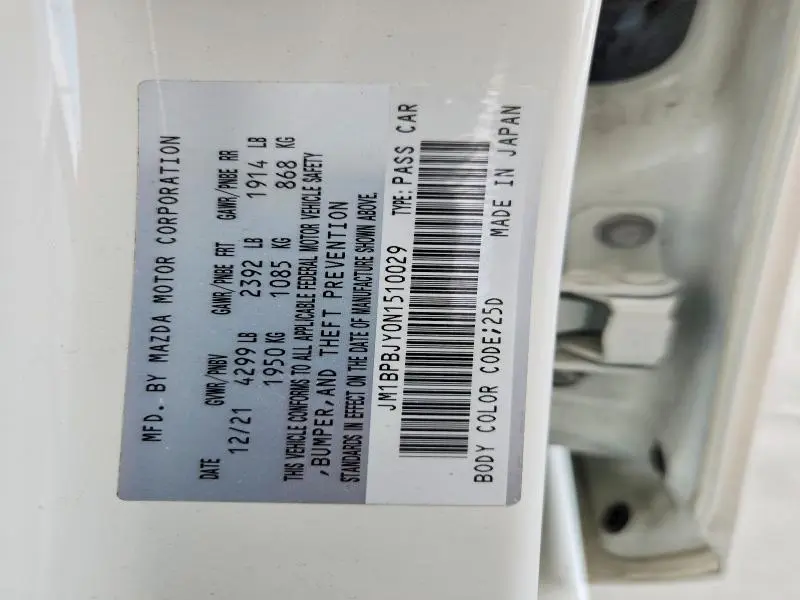 MFD. BY MAZDA MOTOR CORPORATION
DATE GVWR/PNBV GAWR/PNBE FRT GAWR/PNBE RR
12/21 4299 LB 2392 LB 1914 LB
1950 KG 1085 KG 868 KG
THIS VEHICLE CONFORMS TO ALL APPLICABLE FEDERAL MOTOR VEHICLE SAFETY
,BUMPER,AND THEFT PREVENTION
STANDARDS IN EFFECT ON THE DATE OF MANUFACTURE SHOWN ABOVE.
JM1BPBJY0N1510029 TYPE:PASS CAR
BODY COLOR CODE;25D MADE IN JAPAN